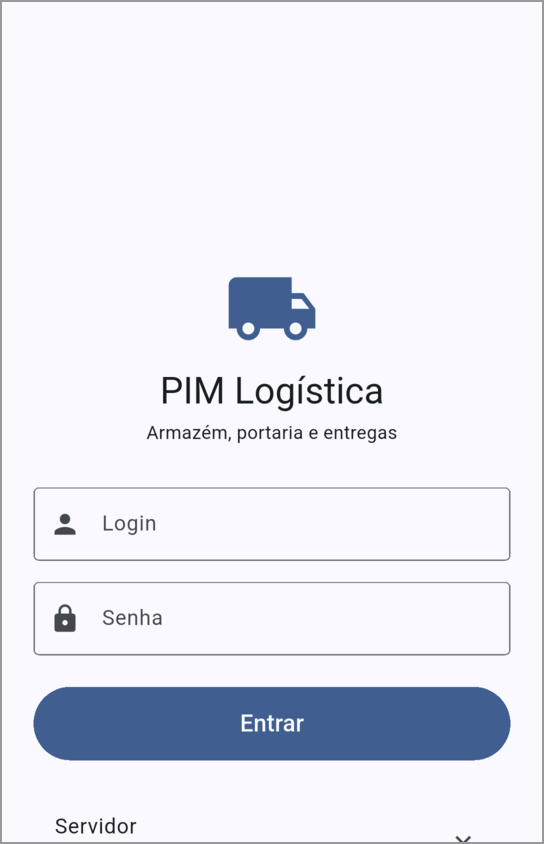 PIM Logística
Armazém, portaria e entregas
Login
Senha
Entrar
Servidor